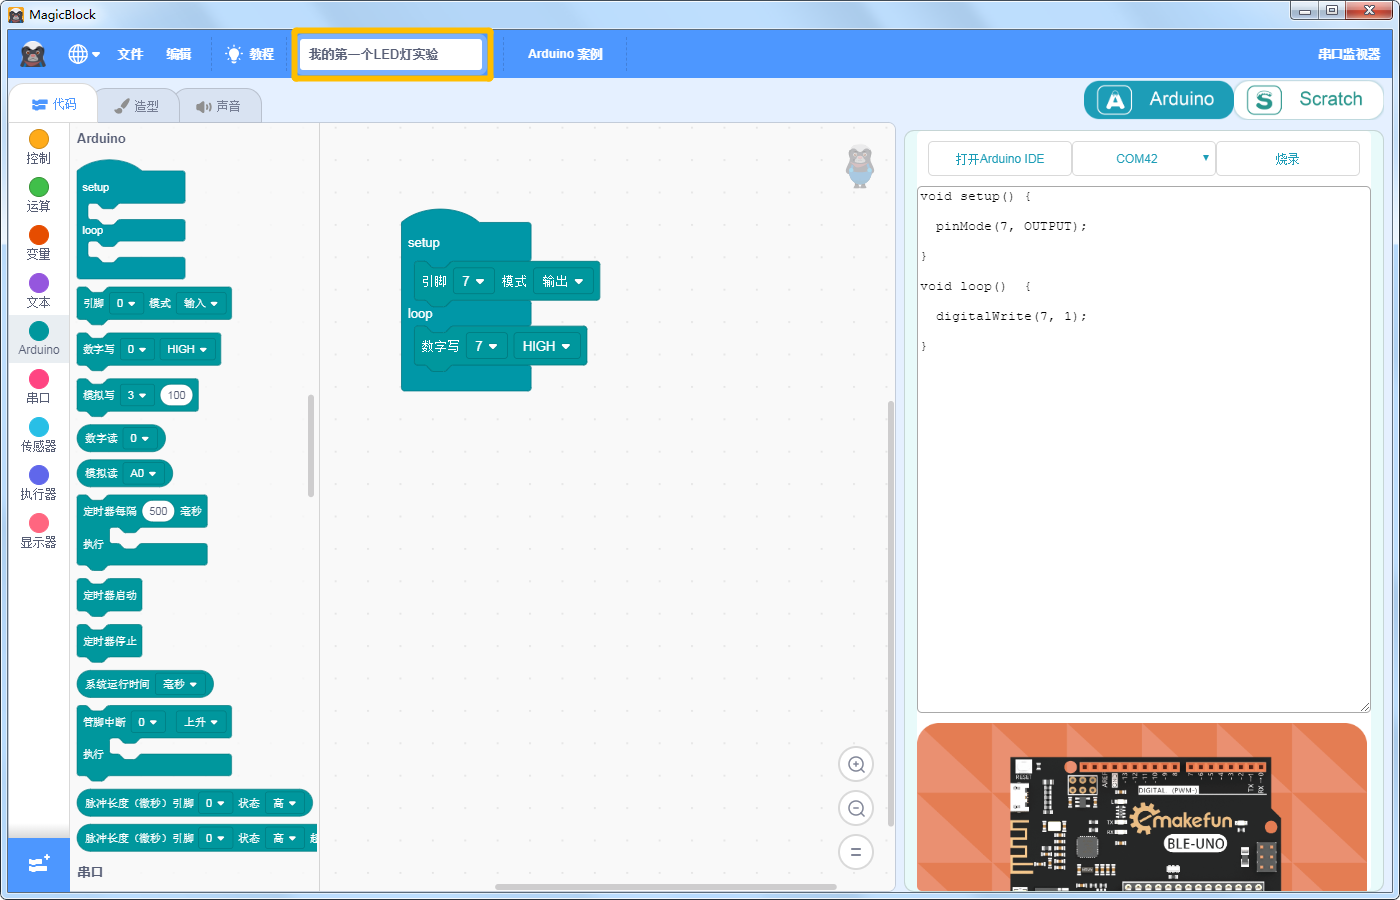 MagicBlock
文件 编辑 教程 我的第一个LED灯实验 Arduino 案例 串口监视器
代码 造型 声音
Arduino Scratch
控制
运算
变量
文本
Arduino
串口
传感器
执行器
显示器
Arduino
setup
loop
引脚 0 模式 输入
数字写 0 HIGH
模拟写 3 100
数字读 0
模拟读 A0
定时器每隔 500 毫秒
执行
定时器启动
定时器停止
系统运行时间 毫秒
管脚中断 0 上升
执行
脉冲长度（微秒）引脚 0 状态 高
脉冲长度（微秒）引脚 0 状态 高
串口
setup
引脚 7 模式 输出
loop
数字写 7 HIGH
打开Arduino IDE COM42 烧录
void setup() {
pinMode(7, OUTPUT);
}
void loop() {
digitalWrite(7, 1);
}
RESET
AREF
DIGITAL (PWM~)
TX
RX
emakefun
BLE-UNO